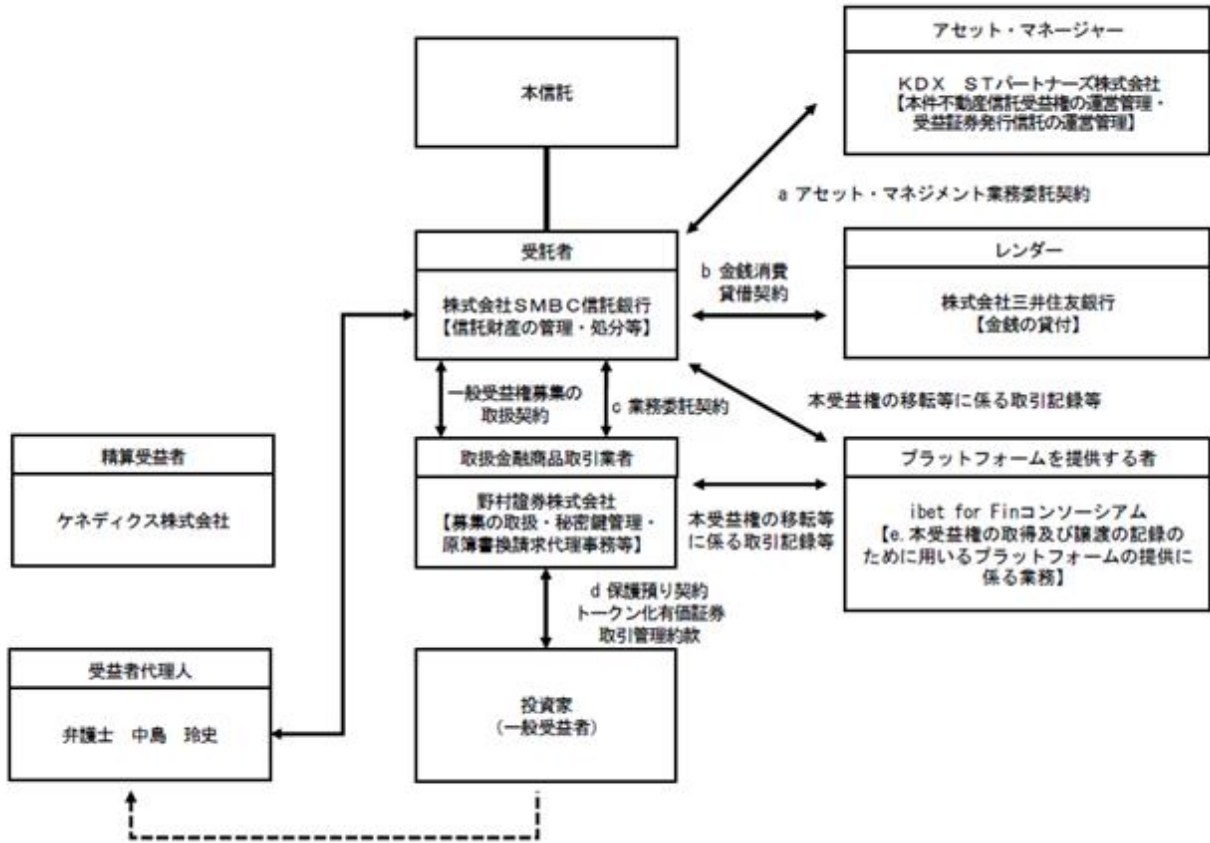 アセット・マネージャー
KDX STパートナーズ株式会社
【本件不動産信託受益権の運営管理・
受益証券発行信託の運営管理】
本信託
a アセット・マネジメント業務委託契約
受託者
株式会社SMBC信託銀行
【信託財産の管理・処分等】
b 金銭消費
貸借契約
レンダー
株式会社三井住友銀行
【金銭の貸付】
一般受益権募集の
取扱契約
c 業務委託契約
本受益権の移転等に係る取引記録等
精算受益者
ケネディクス株式会社
取扱金融商品取引業者
野村證券株式会社
【募集の取扱・秘密鍵管理・
原簿書換請求代理事務等】
本受益権の移転等
に係る取引記録等
プラットフォームを提供する者
ibet for Finコンソーシアム
【e.本受益権の取得及び譲渡の記録の
ために用いるプラットフォームの提供に
係る業務】
d 保護預り契約
トークン化有価証券
取引管理約款
受益者代理人
弁護士 中島 玲史
投資家
(一般受益者)